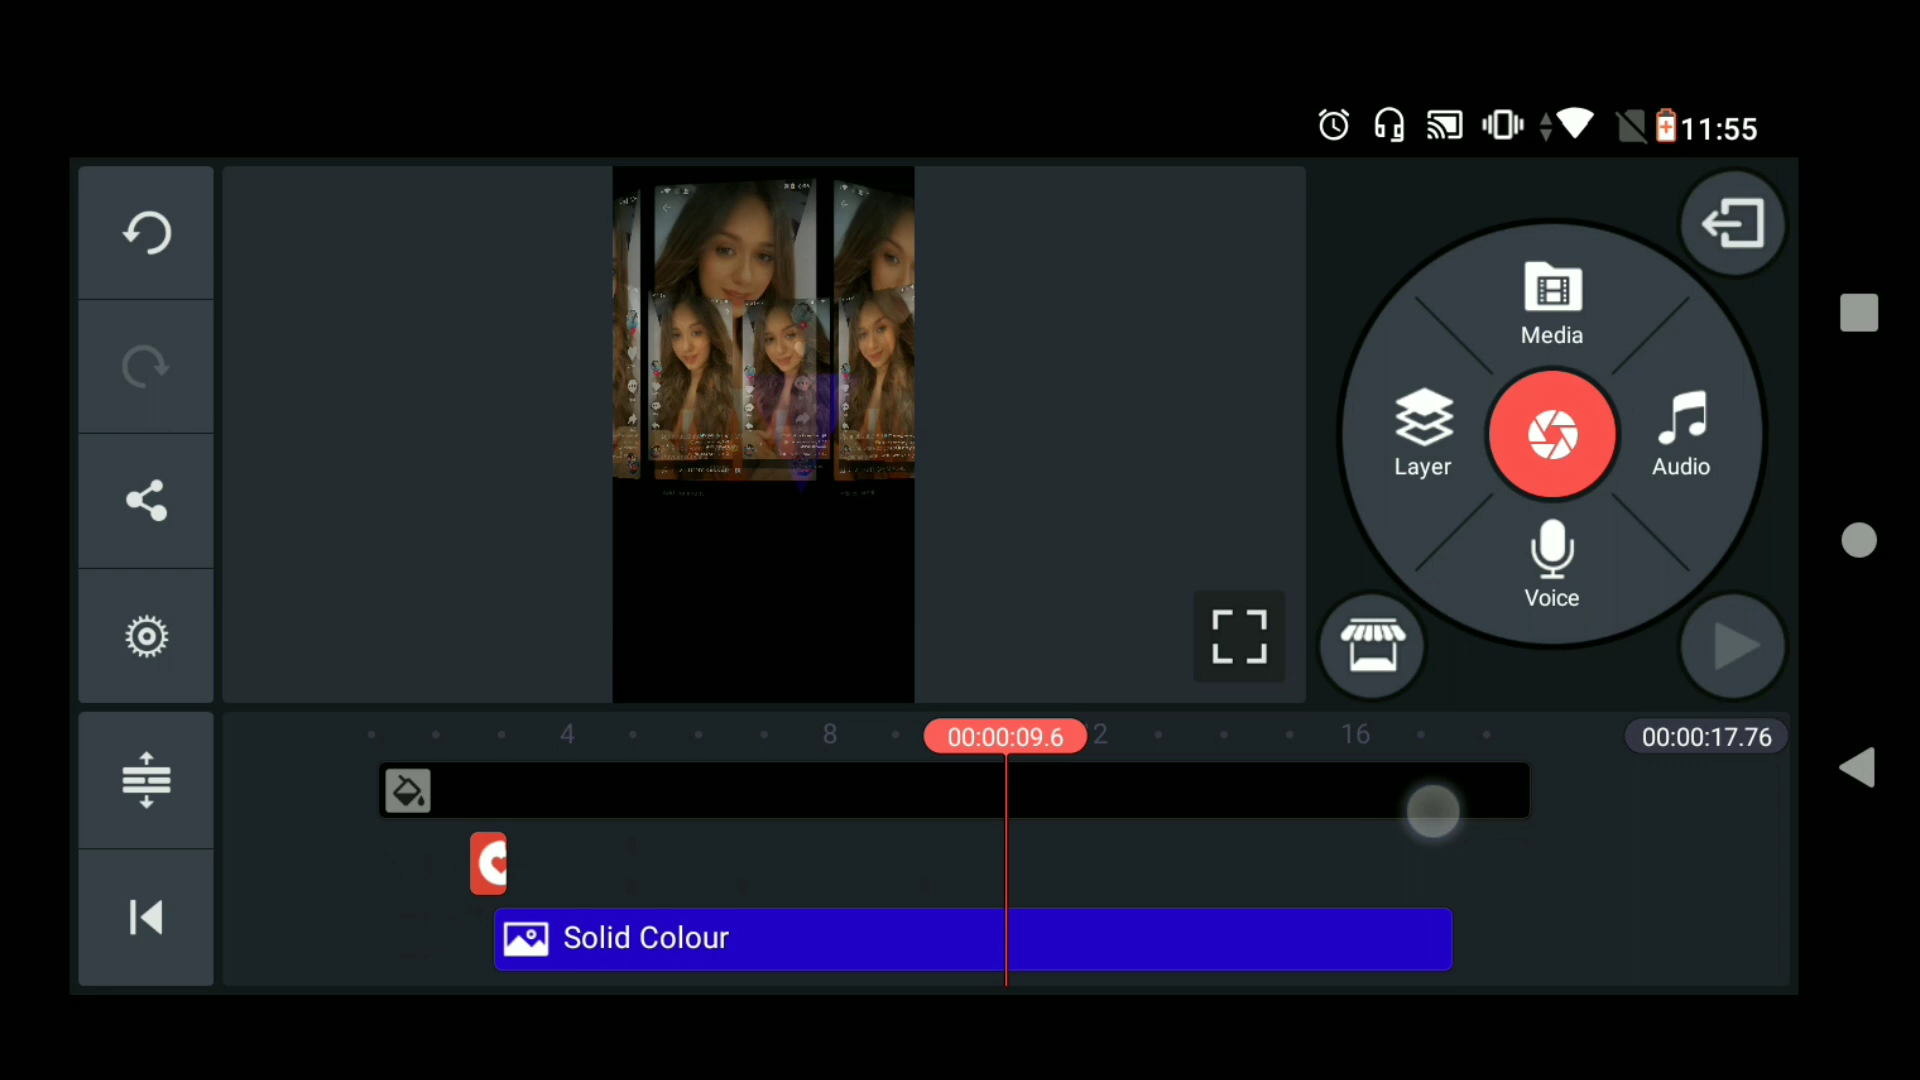 11:55
Media
Layer
Audio
Voice
4
8
00:00:09.6
2
16
00:00:17.76
Solid Colour